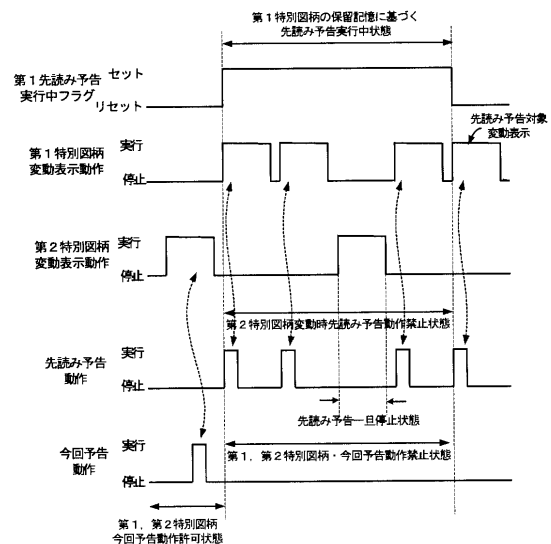 第1特別図柄の保留記憶に基づく
先読み予告実行中状態
第1先読み予告
実行中フラグ
セット
リセット
先読み予告対象
変動表示
第1特別図柄
変動表示動作
実行
停止
第2特別図柄
変動表示動作
実行
停止
第2特別図柄変動時先読み予告動作禁止状態
先読み予告
動作
実行
停止
先読み予告一旦停止状態
今回予告
動作
実行
停止
第1，第2特別図柄・今回予告動作禁止状態
第1，第2特別図柄
今回予告動作許可状態